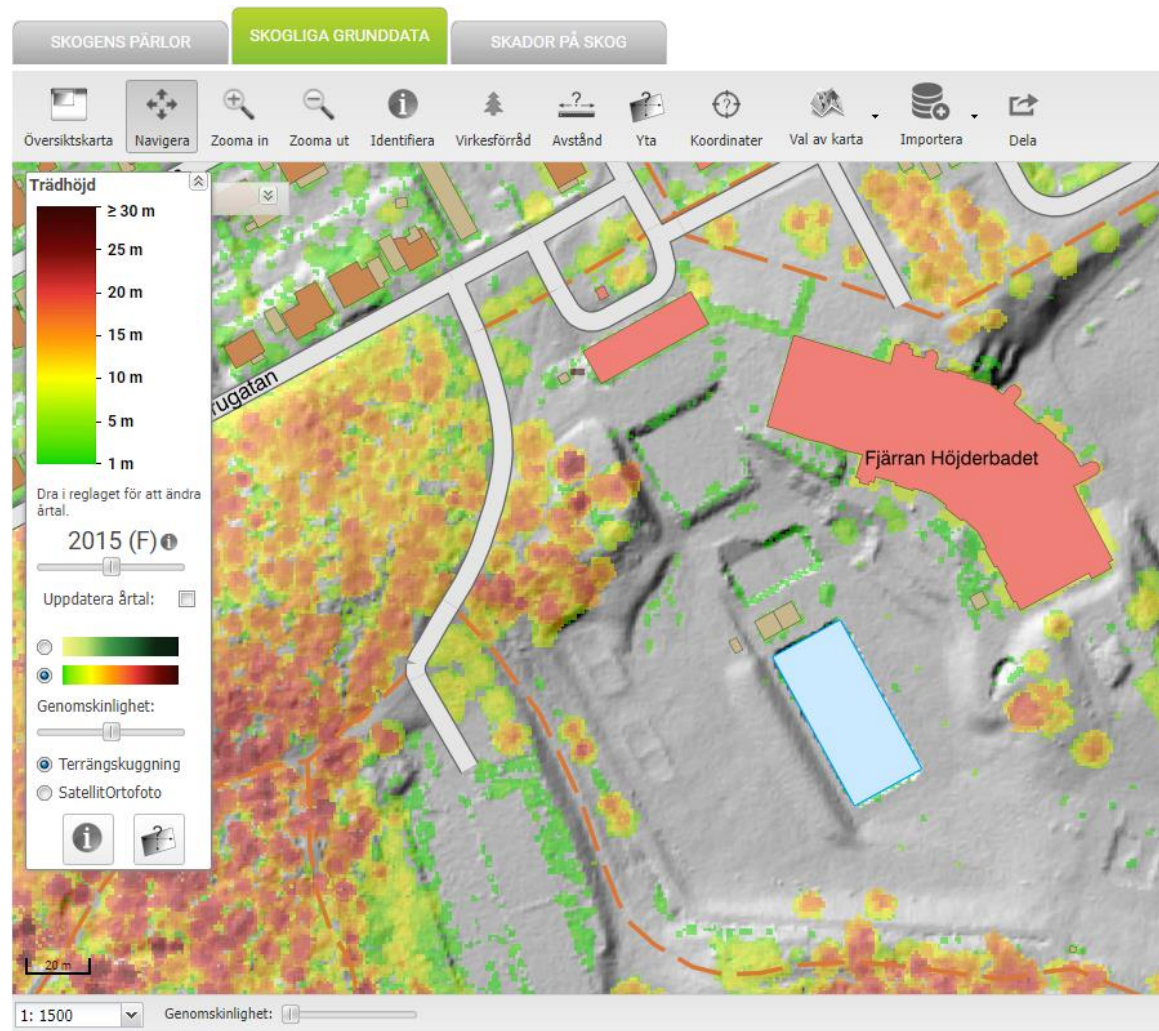 SKOGENS PÄRLOR
SKOGLIGA GRUNDDATA
SKADOR PÅ SKOG
Översiktskarta
Navigera
Zooma in
Zooma ut
Identifiera
Virkesförråd
Avstånd
Yta
Koordinater
Val av karta
Importera
Dela
Trädhöjd
≥ 30 m
25 m
20 m
15 m
10 m
5 m
1 m
Dra i reglaget för att ändra
årtal.
2015 (F)
Uppdatera årtal:
Genomskinlighet:
Terrängskuggning
SatellitOrtofoto
rugatan
Fjärran Höjderbadet
20 m
1: 1500
Genomskinlighet: